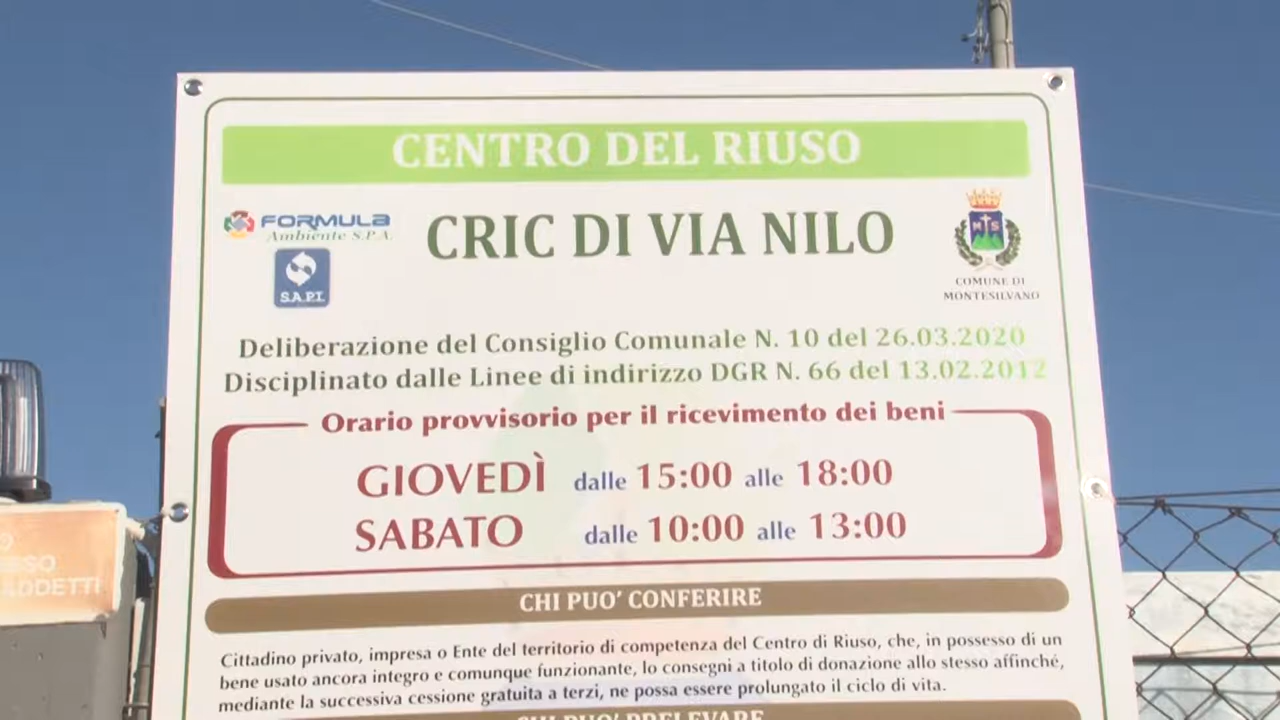 CENTRO DEL RIUSO
FORMULA
Ambiente S.P.A.
S.A.P.I.
CRIC DI VIA NILO
M S
COMUNE DI
MONTESILVANO
Deliberazione del Consiglio Comunale N. 10 del 26.03.2020
Disciplinato dalle Linee di indirizzo DGR N. 66 del 13.02.2012
Orario provvisorio per il ricevimento dei beni
GIOVEDÌ dalle 15:00 alle 18:00
SABATO dalle 10:00 alle 13:00
CHI PUO' CONFERIRE
Cittadino privato, impresa o Ente del territorio di competenza del Centro di Riuso, che, in possesso di un
bene usato ancora integro e comunque funzionante, lo consegni a titolo di donazione allo stesso affinché,
mediante la successiva cessione gratuita a terzi, ne possa essere prolungato il ciclo di vita.
CHI PUO' PRELEVARE
ADDETTI